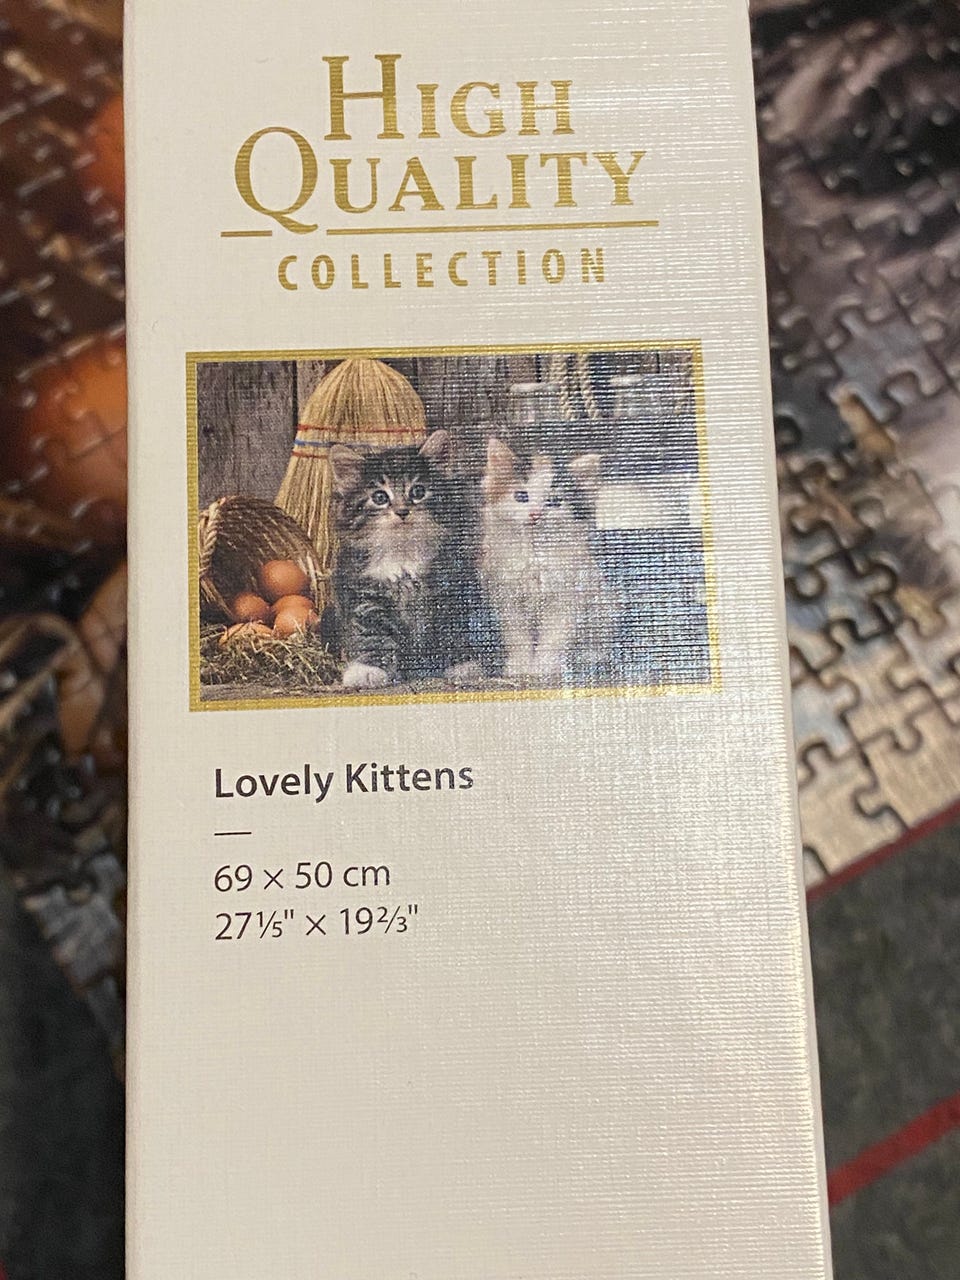 High
Quality
COLLECTION
Lovely Kittens
69 × 50 cm
27⅕" × 19⅔"